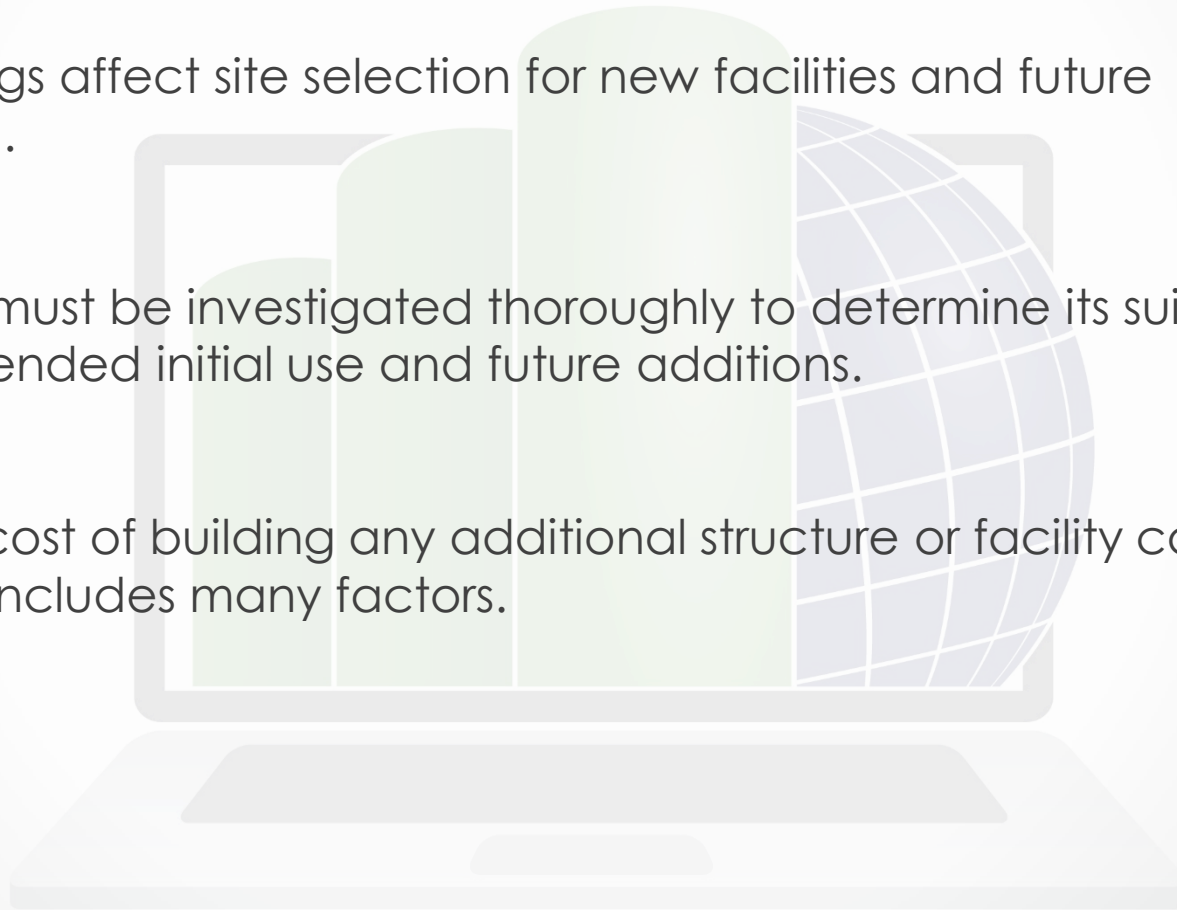 gs affect site selection for new facilities and future
.
must be investigated thoroughly to determine its sui
ended initial use and future additions.
cost of building any additional structure or facility co
ncludes many factors.